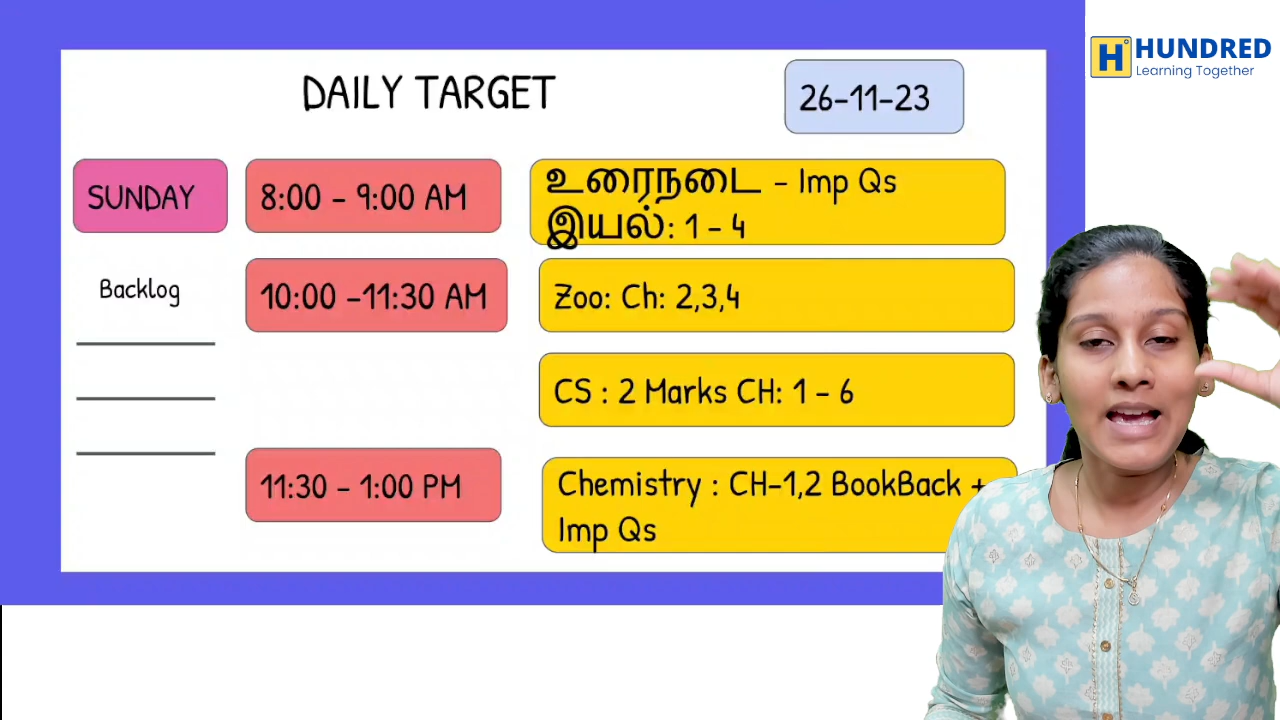 HUNDRED
Learning Together
DAILY TARGET
26-11-23
SUNDAY
8:00 - 9:00 AM
உரைநடை - Imp Qs
இயல்: 1 - 4
Backlog
10:00 -11:30 AM
Zoo: Ch: 2,3,4
CS : 2 Marks CH: 1 - 6
11:30 - 1:00 PM
Chemistry : CH-1,2 BookBack +
Imp Qs